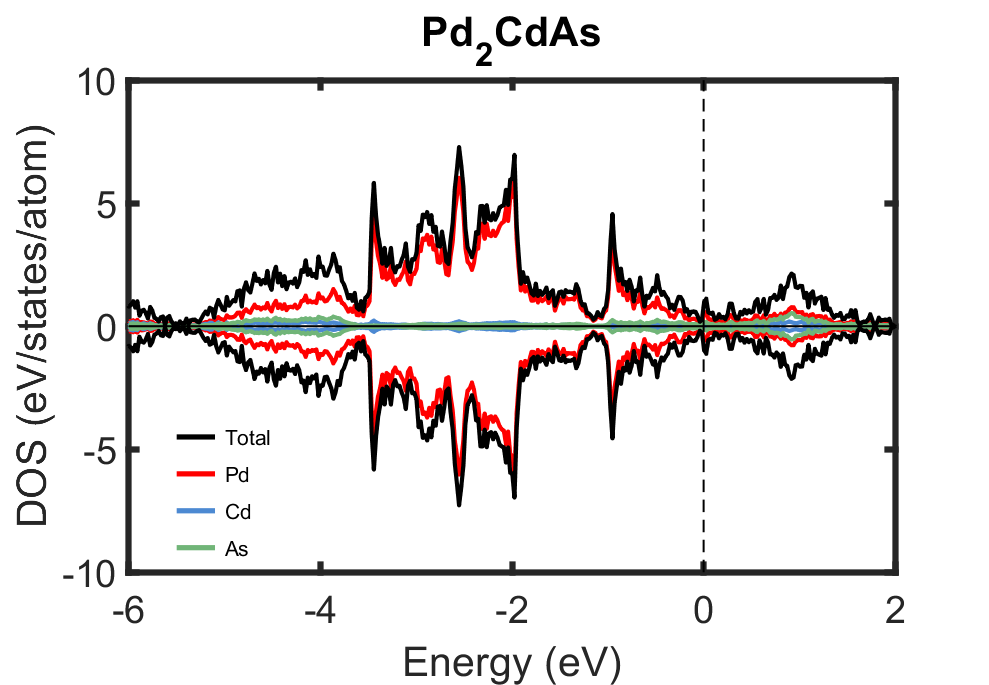 Pd₂CdAs
10
5
0
-5
-10
DOS (eV/states/atom)
Total
Pd
Cd
As
-6 -4 -2 0 2
Energy (eV)